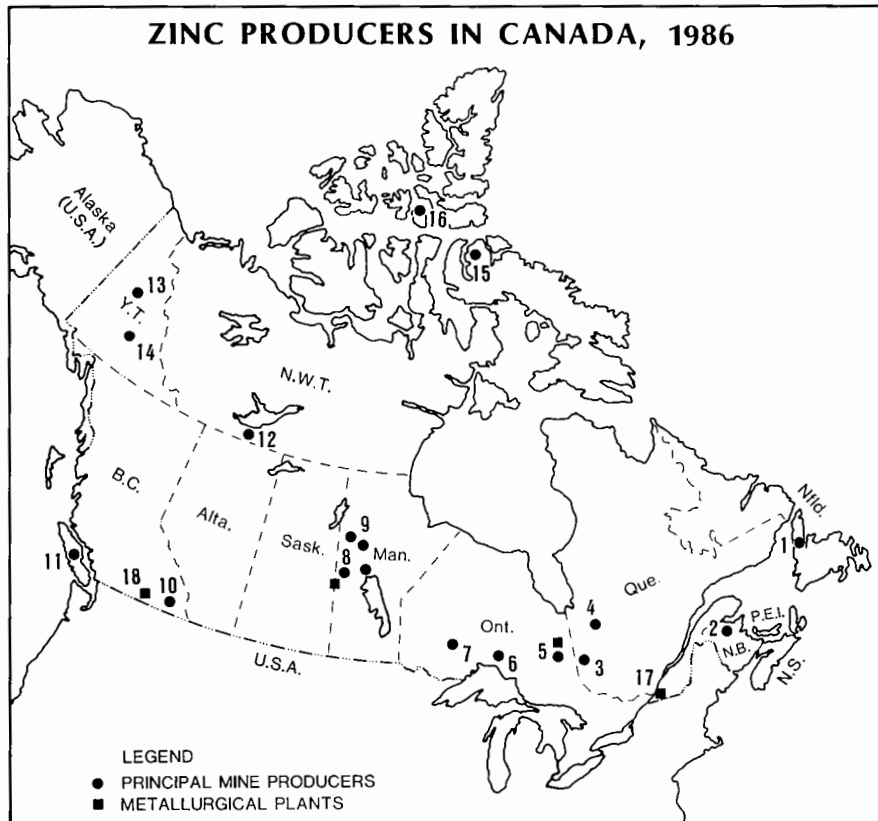 ZINC PRODUCERS IN CANADA, 1986
Alaska
(U.S.A.)
16
15
13
Y.T.
14
N.W.T.
12
B.C.
Alta.
Sask.
9
8
Man.
Nfld.
1
11
18
10
Que.
4
P.E.I.
2
N.B.
Ont.
7
6
5
3
N.S.
U.S.A.
17
LEGEND
PRINCIPAL MINE PRODUCERS
METALLURGICAL PLANTS